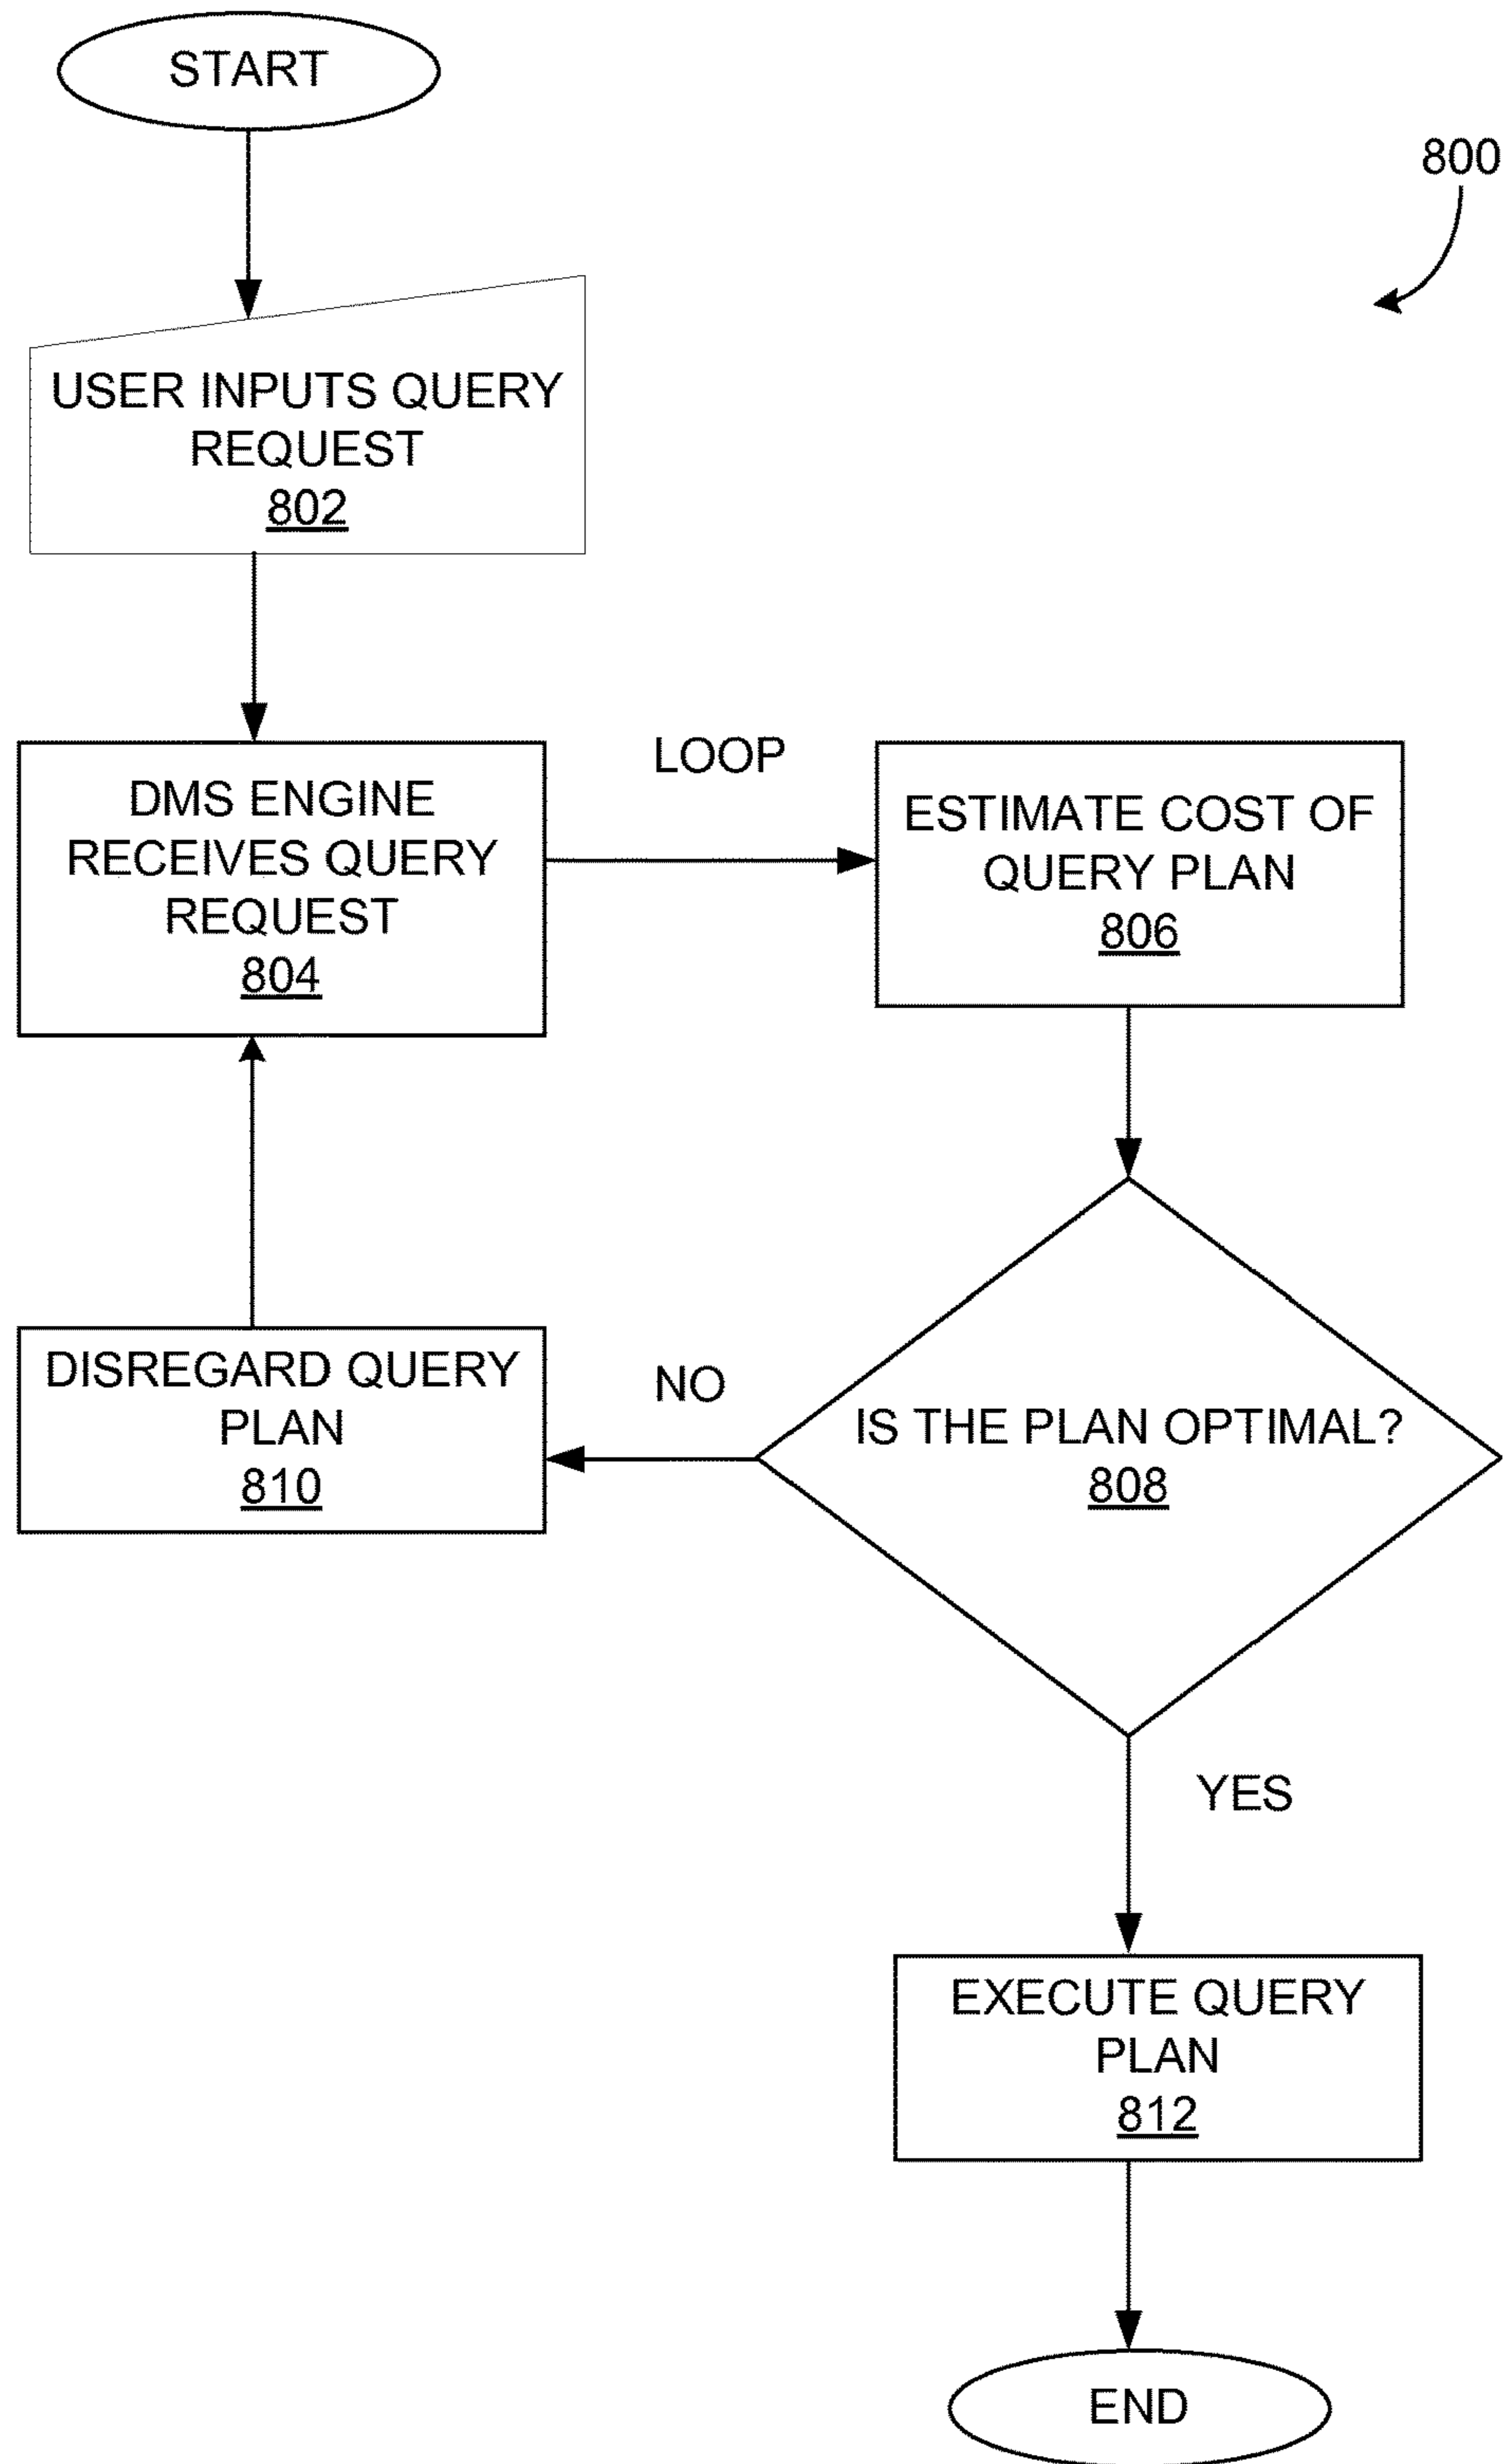 START
800
USER INPUTS QUERY
REQUEST
802
DMS ENGINE
RECEIVES QUERY
REQUEST
804
LOOP
ESTIMATE COST OF
QUERY PLAN
806
IS THE PLAN OPTIMAL?
808
NO
DISREGARD QUERY
PLAN
810
YES
EXECUTE QUERY
PLAN
812
END